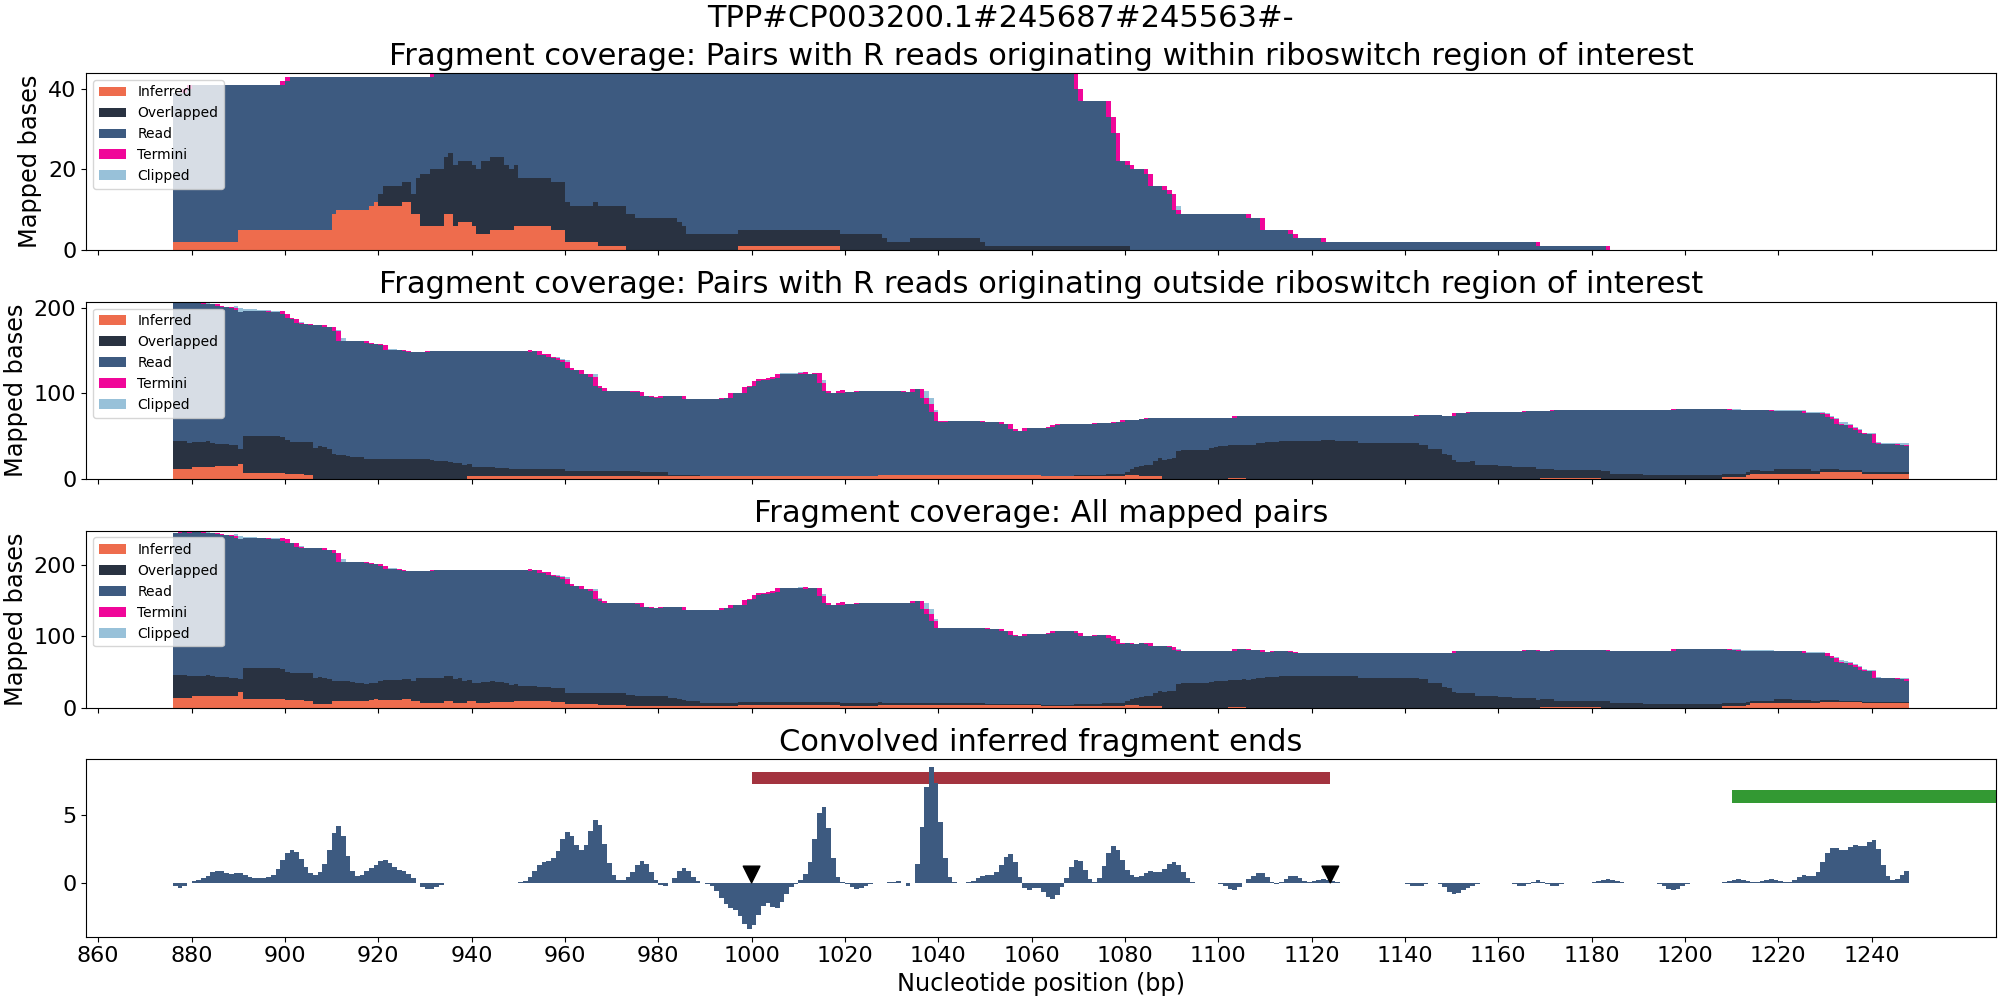 TPP#CP003200.1#245687#245563#-
Fragment coverage: Pairs with R reads originating within riboswitch region of interest
Mapped bases
40
20
0
Inferred
Overlapped
Read
Termini
Clipped
Fragment coverage: Pairs with R reads originating outside riboswitch region of interest
Mapped bases
200
100
0
Inferred
Overlapped
Read
Termini
Clipped
Fragment coverage: All mapped pairs
Mapped bases
200
100
0
Inferred
Overlapped
Read
Termini
Clipped
Convolved inferred fragment ends
5
0
860 880 900 920 940 960 980 1000 1020 1040 1060 1080 1100 1120 1140 1160 1180 1200 1220 1240
Nucleotide position (bp)